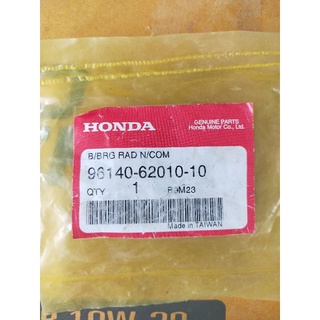 HONDA
GENUINE PARTS
Honda Motor Co., Ltd.
B/BRG RAD N/COM
96140-62010-10
QTY 1
Made in TAIWAN
10W-30